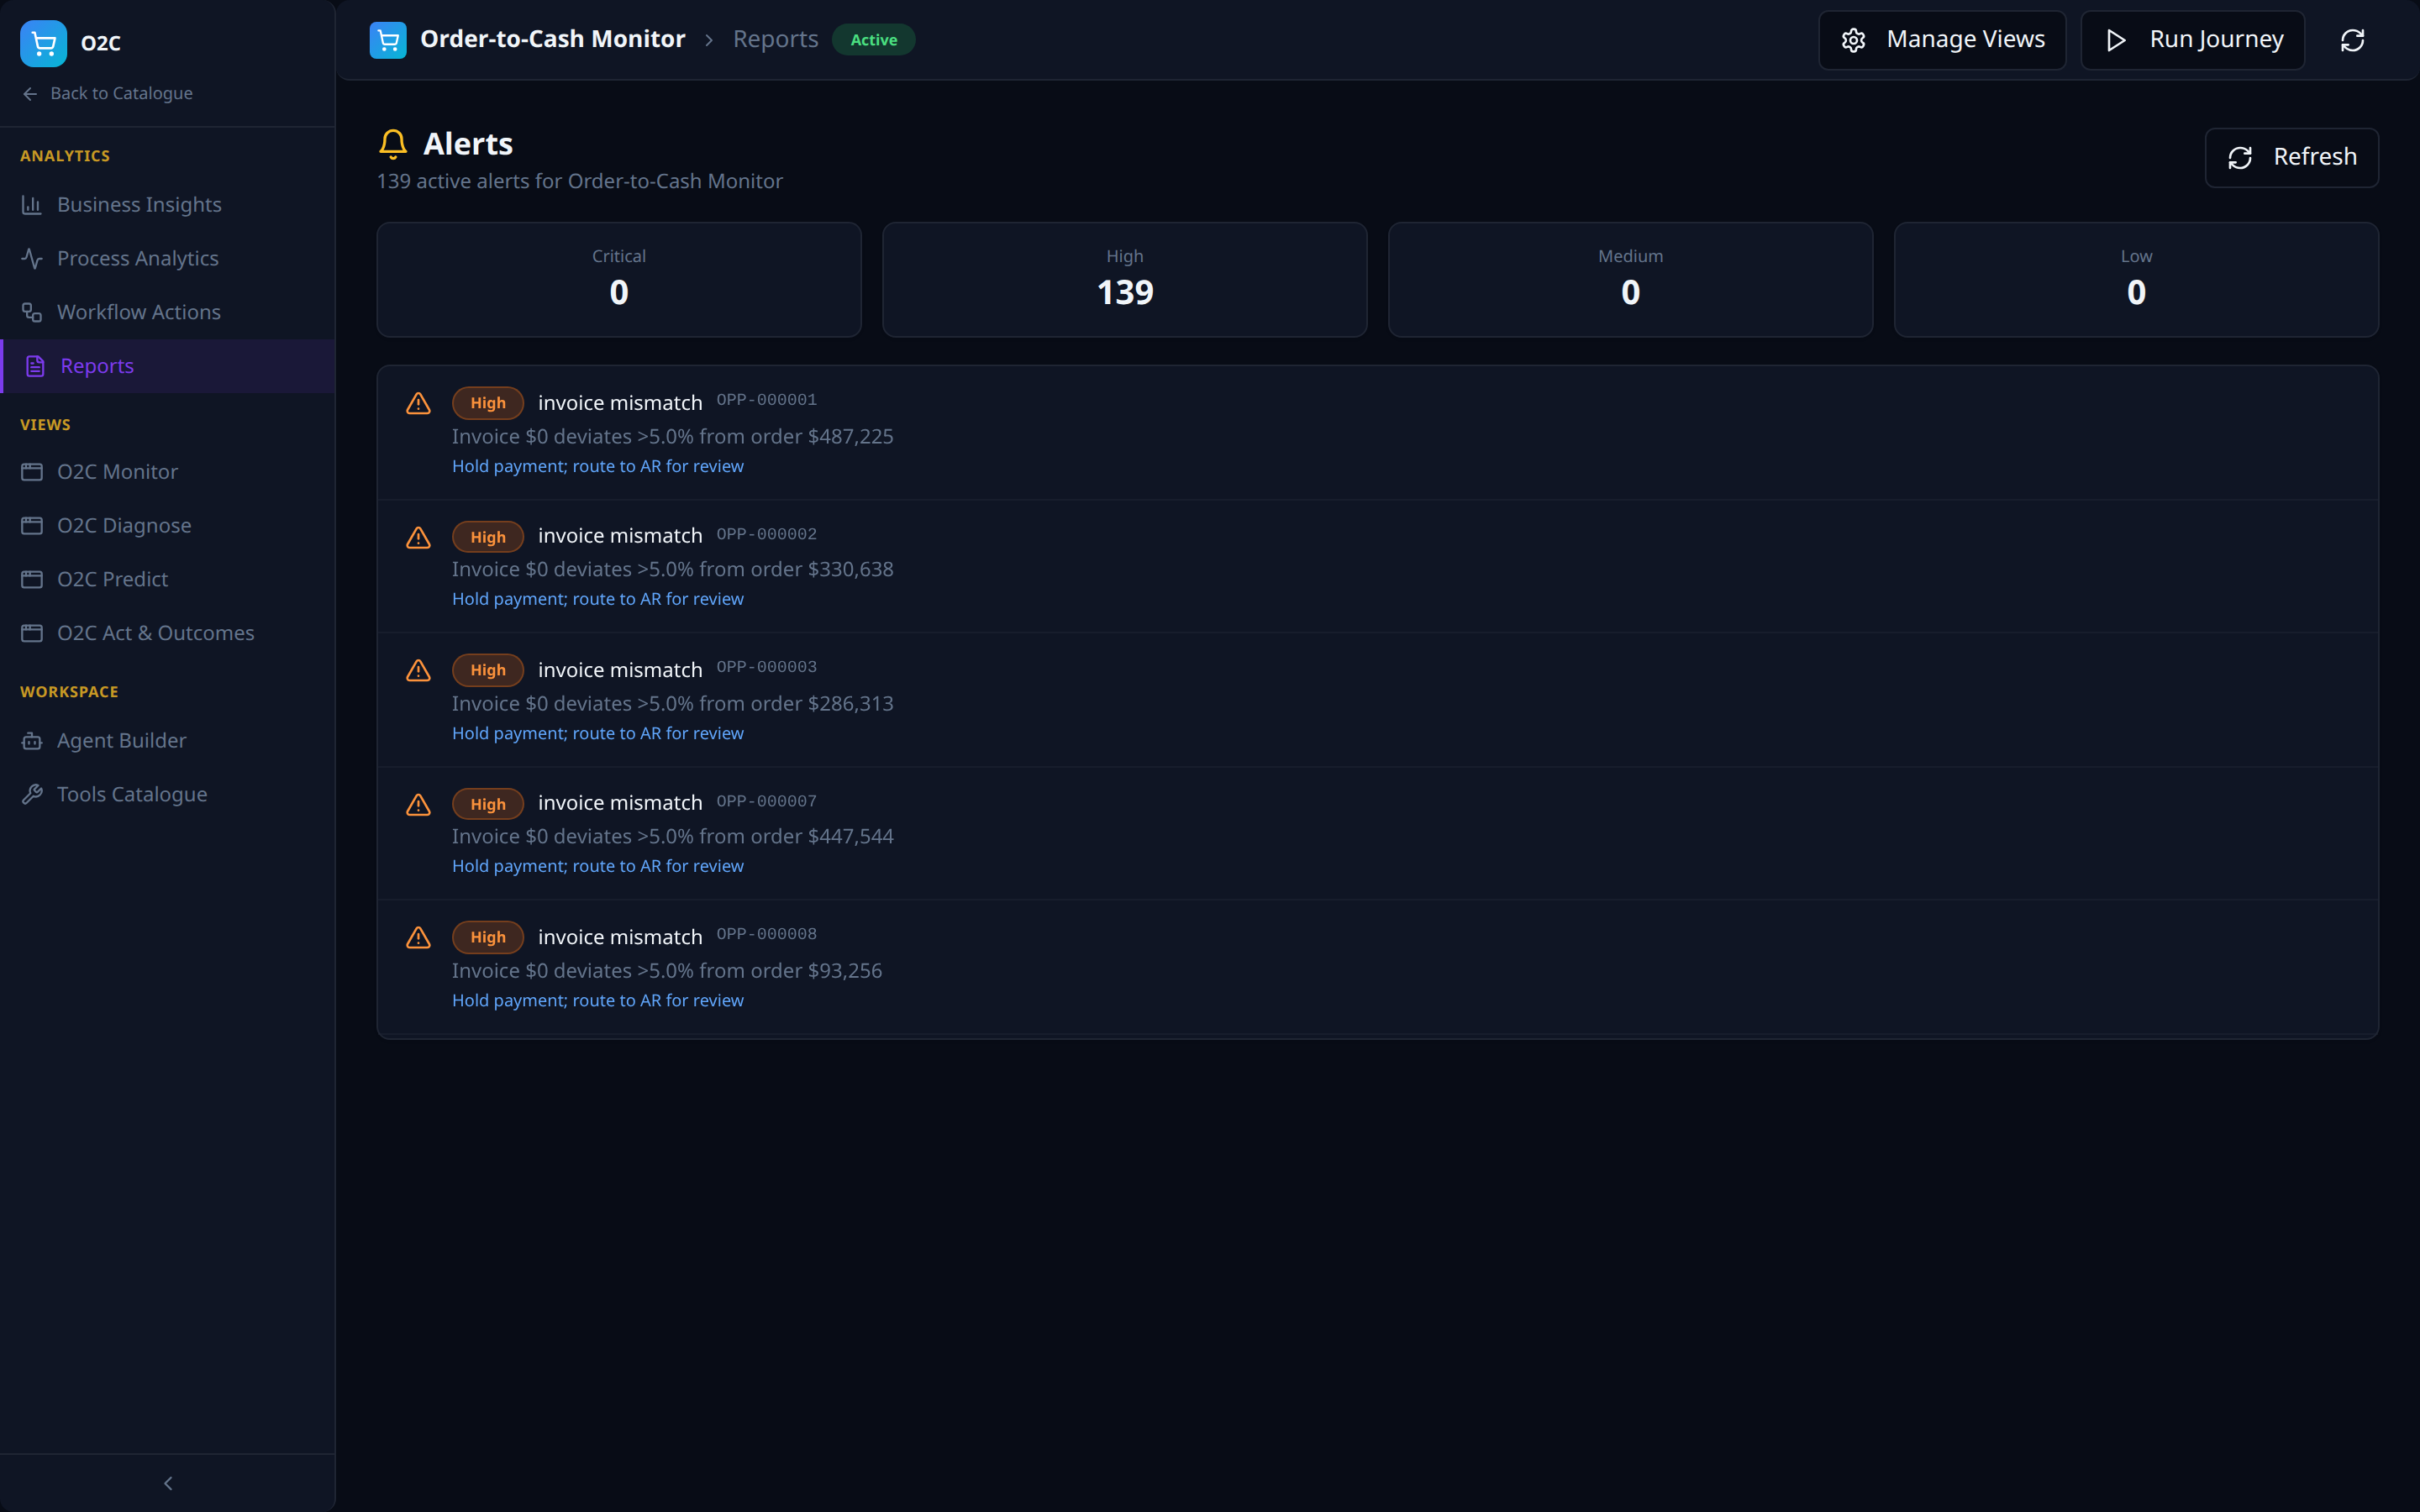 O2C
Back to Catalogue
ANALYTICS
Business Insights
Process Analytics
Workflow Actions
Reports
VIEWS
O2C Monitor
O2C Diagnose
O2C Predict
O2C Act & Outcomes
WORKSPACE
Agent Builder
Tools Catalogue
Order-to-Cash Monitor > Reports Active
Manage Views
Run Journey
Alerts
139 active alerts for Order-to-Cash Monitor
Refresh
Critical
0
High
139
Medium
0
Low
0
High invoice mismatch OPP-000001
Invoice $0 deviates >5.0% from order $487,225
Hold payment; route to AR for review
High invoice mismatch OPP-000002
Invoice $0 deviates >5.0% from order $330,638
Hold payment; route to AR for review
High invoice mismatch OPP-000003
Invoice $0 deviates >5.0% from order $286,313
Hold payment; route to AR for review
High invoice mismatch OPP-000007
Invoice $0 deviates >5.0% from order $447,544
Hold payment; route to AR for review
High invoice mismatch OPP-000008
Invoice $0 deviates >5.0% from order $93,256
Hold payment; route to AR for review